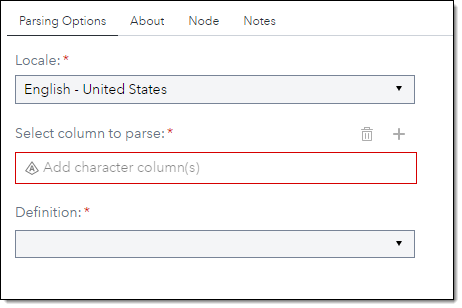 Parsing Options About Node Notes
Locale:*
English - United States
Select column to parse:*
Add character column(s)
Definition:*